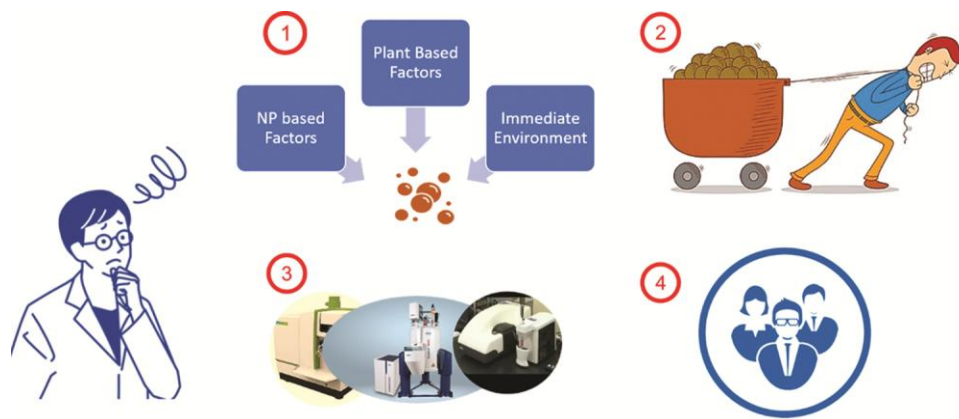 1
Plant Based
Factors
NP based
Factors
Immediate
Environment
2
3
4